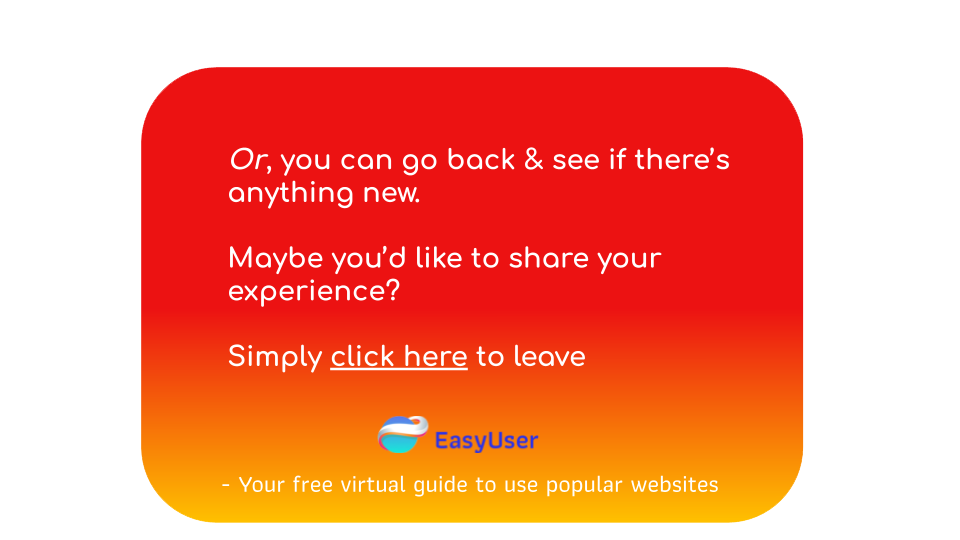 Or, you can go back & see if there’s
anything new.
Maybe you’d like to share your
experience?
Simply click here to leave
EasyUser
- Your free virtual guide to use popular websites